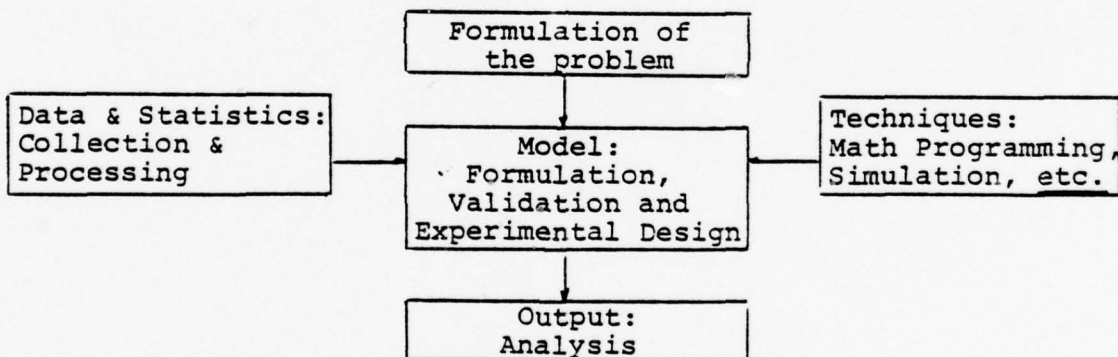 Formulation of
the problem
Data & Statistics:
Collection &
Processing
Model:
Formulation,
Validation and
Experimental Design
Techniques:
Math Programming,
Simulation, etc.
Output:
Analysis